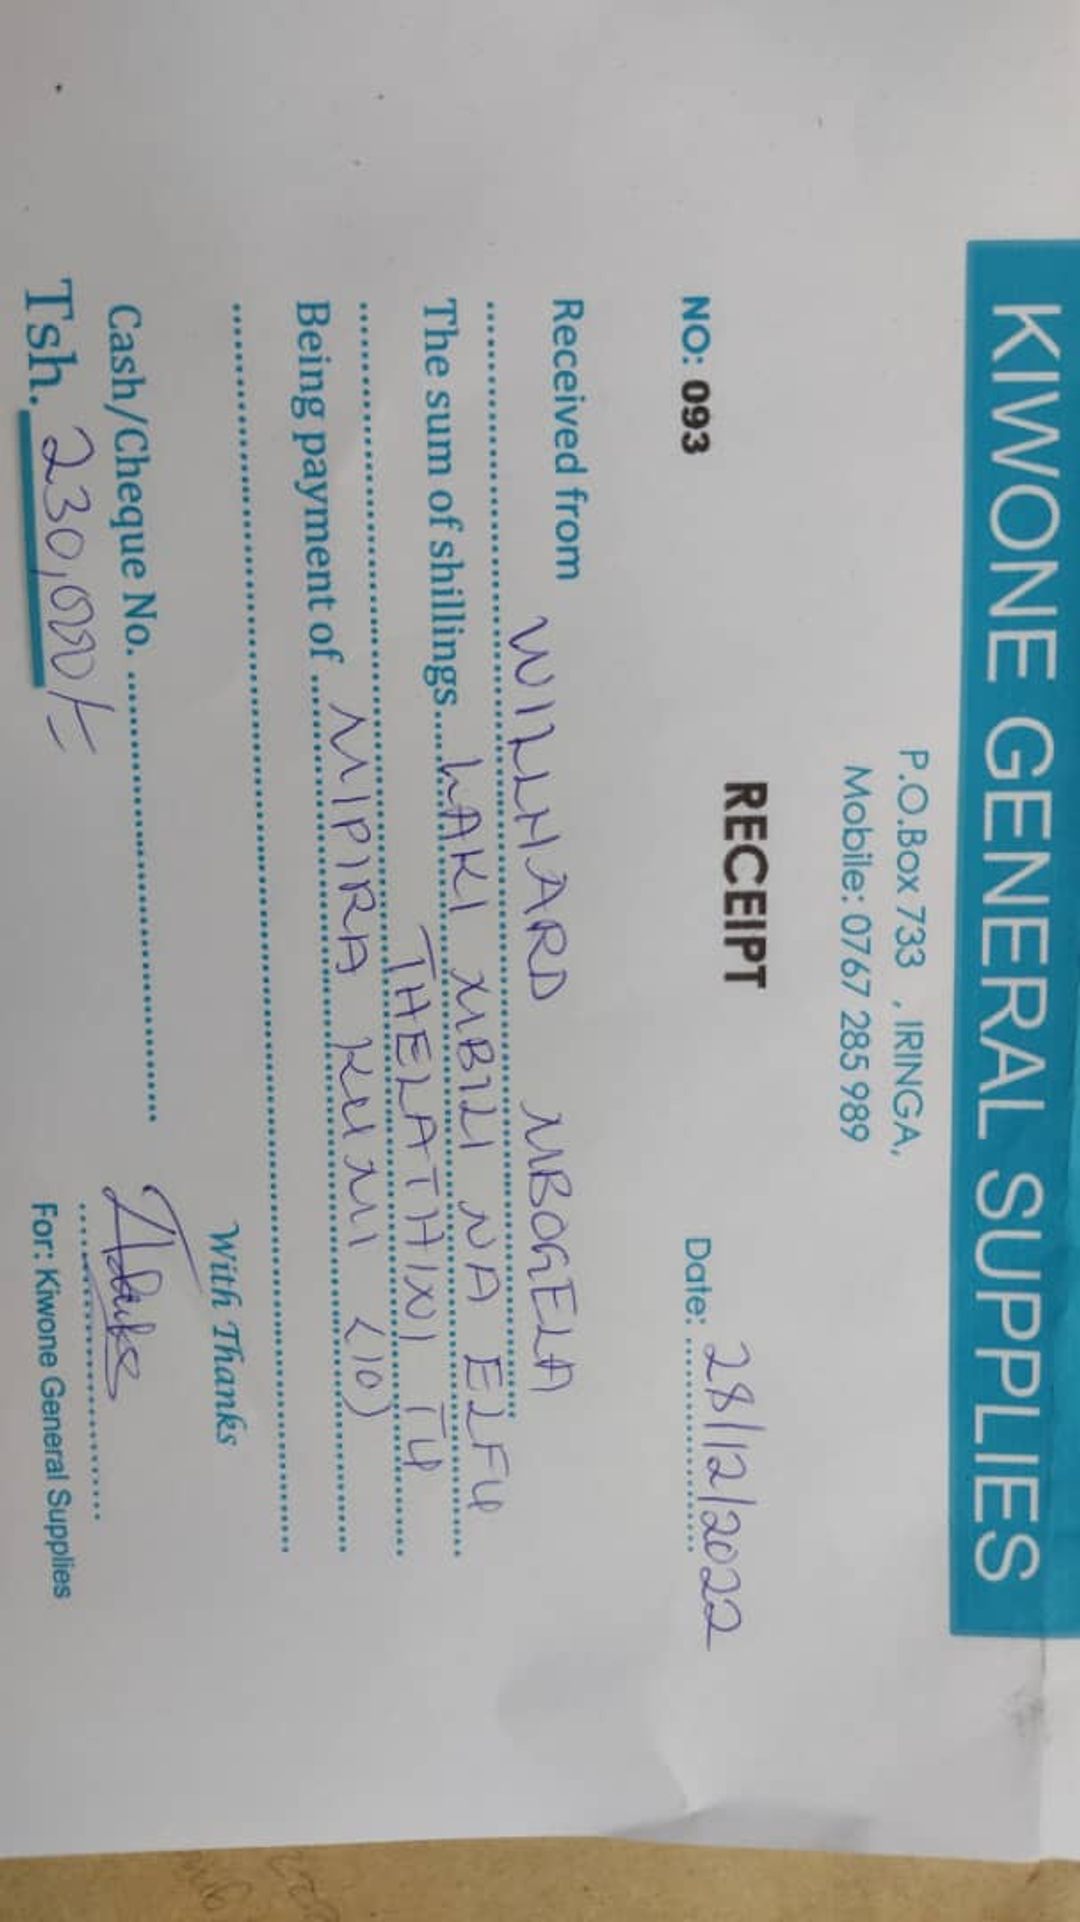 KIWONE GENERAL SUPPLIES
P.O.Box 733 , IRINGA,
Mobile: 0767 285 989
RECEIPT
NO: 093 Date: 28/12/2022
Received from WILLHARD MBOGELA
The sum of shillings LAKI MBILI NA ELFU
THELATHINI TU
Being payment of MIPIRA KUMI (10)
With Thanks
Cash/Cheque No.
Tsh. 230,000/=
For: Kiwone General Supplies